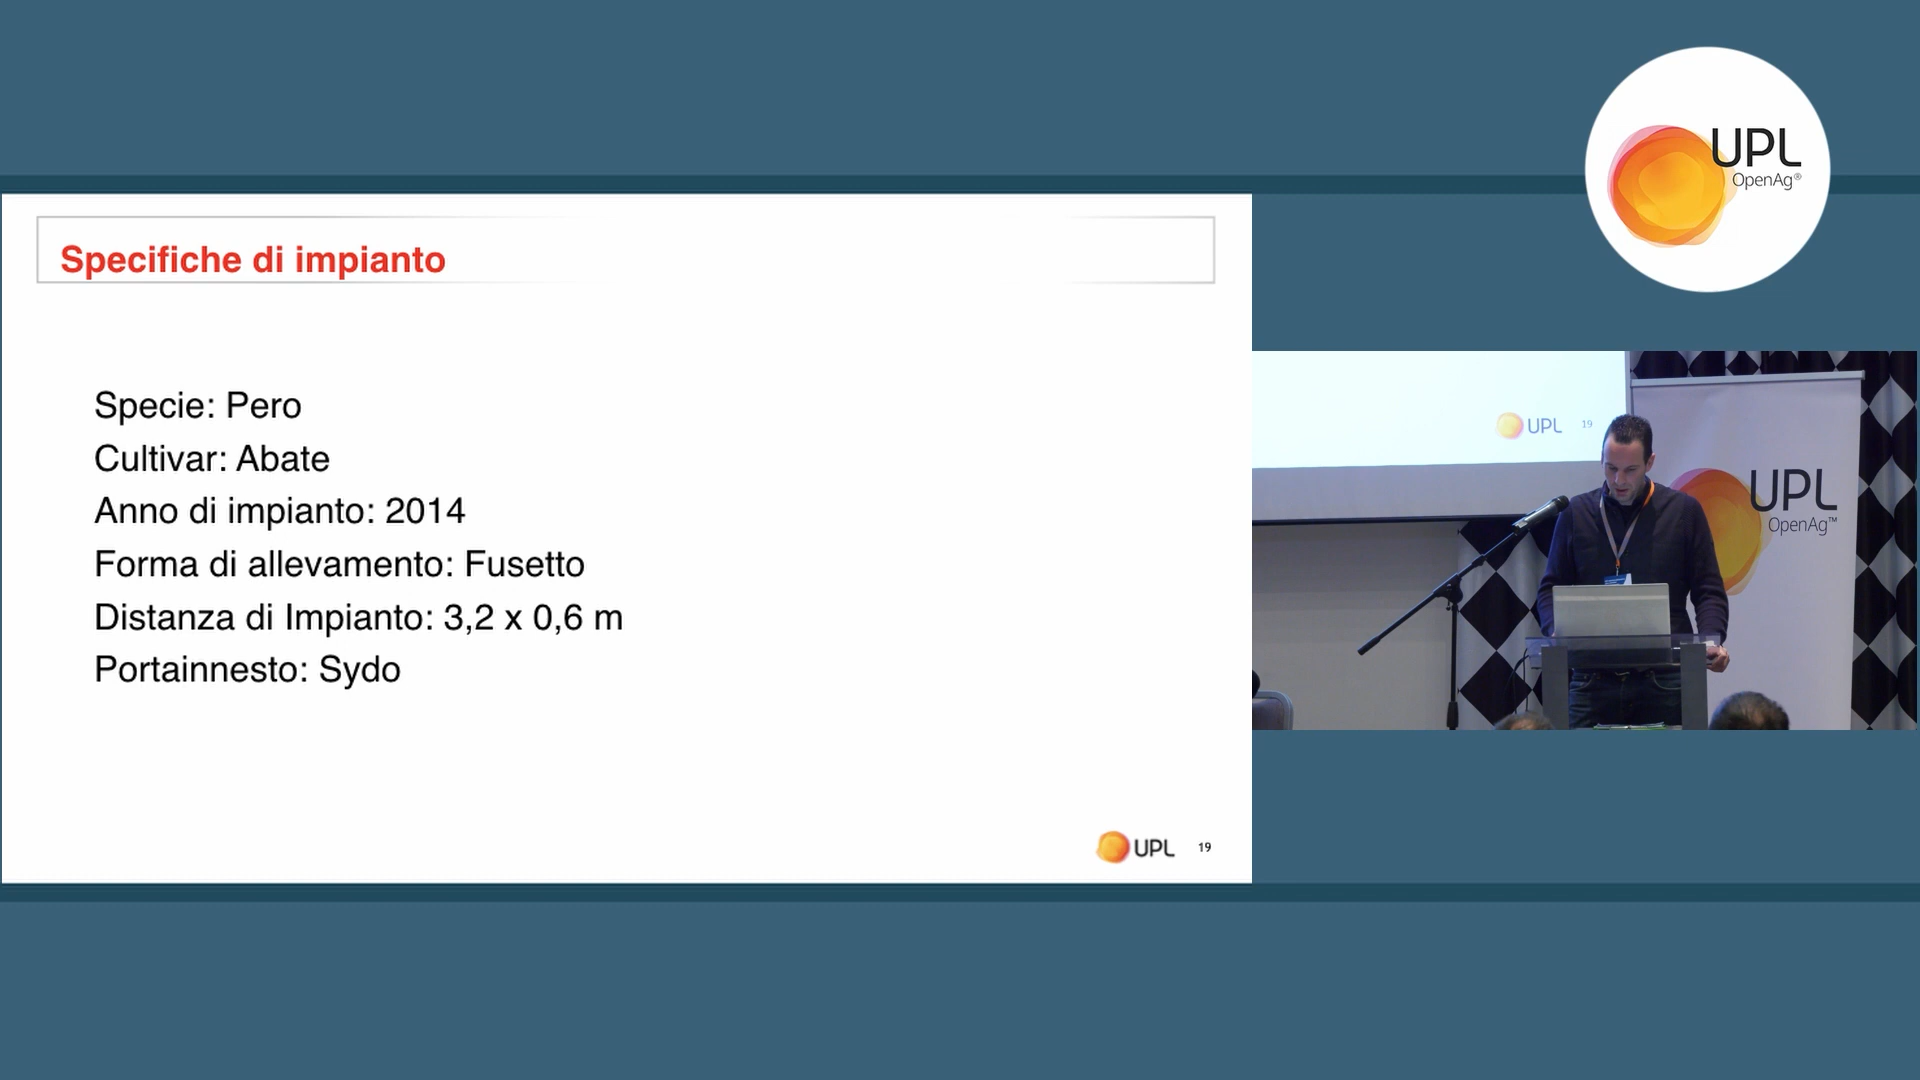 UPL
OpenAg®
Specifiche di impianto
Specie: Pero
Cultivar: Abate
Anno di impianto: 2014
Forma di allevamento: Fusetto
Distanza di Impianto: 3,2 x 0,6 m
Portainnesto: Sydo
UPL 19
UPL 19
UPL
OpenAg™